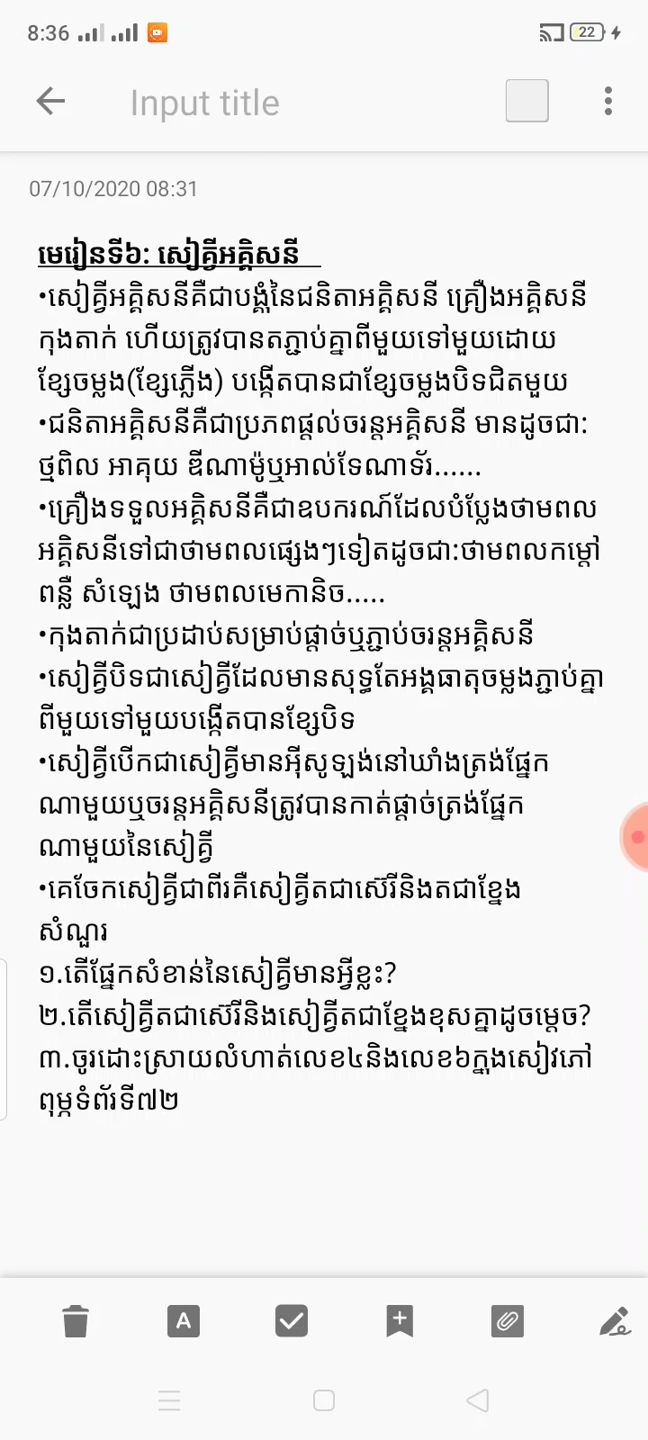 8:36
22
Input title
07/10/2020 08:31
មេរៀនទី៦: សៀគ្វីអគ្គិសនី
•សៀគ្វីអគ្គិសនីគឺជាបង្គុំនៃជនិតាអគ្គិសនី គ្រឿងអគ្គិសនី
កុងតាក់ ហើយត្រូវបានតភ្ជាប់គ្នាពីមួយទៅមួយដោយ
ខ្សែចម្លង(ខ្សែភ្លើង) បង្កើតបានជាខ្សែចម្លងបិទជិតមួយ
•ជនិតាអគ្គិសនីគឺជាប្រភពផ្តល់ចរន្តអគ្គិសនី មានដូចជា:
ថ្មពិល អាគុយ ឌីណាម៉ូឬអាល់ទែណាទ័រ......
•គ្រឿងទទួលអគ្គិសនីគឺជាឧបករណ៍ដែលបំប្លែងថាមពល
អគ្គិសនីទៅជាថាមពលផ្សេងៗទៀតដូចជា:ថាមពលកម្តៅ
ពន្លឺ សំឡេង ថាមពលមេកានិច.....
•កុងតាក់ជាប្រដាប់សម្រាប់ផ្តាច់ឬភ្ជាប់ចរន្តអគ្គិសនី
•សៀគ្វីបិទជាសៀគ្វីដែលមានសុទ្ធតែអង្គធាតុចម្លងភ្ជាប់គ្នា
ពីមួយទៅមួយបង្កើតបានខ្សែបិទ
•សៀគ្វីបើកជាសៀគ្វីមានអ៊ីសូឡង់នៅឃាំងត្រង់ផ្នែក
ណាមួយឬចរន្តអគ្គិសនីត្រូវបានកាត់ផ្តាច់ត្រង់ផ្នែក
ណាមួយនៃសៀគ្វី
•គេចែកសៀគ្វីជាពីរគឺសៀគ្វីតជាស៊េរីនិងតជាខ្នែង
សំណួរ
១.តើផ្នែកសំខាន់នៃសៀគ្វីមានអ្វីខ្លះ?
២.តើសៀគ្វីតជាស៊េរីនិងសៀគ្វីតជាខ្នែងខុសគ្នាដូចម្តេច?
៣.ចូរដោះស្រាយលំហាត់លេខ៤និងលេខ៦ក្នុងសៀវភៅ
ពុម្ភទំព័រទី៧២
A